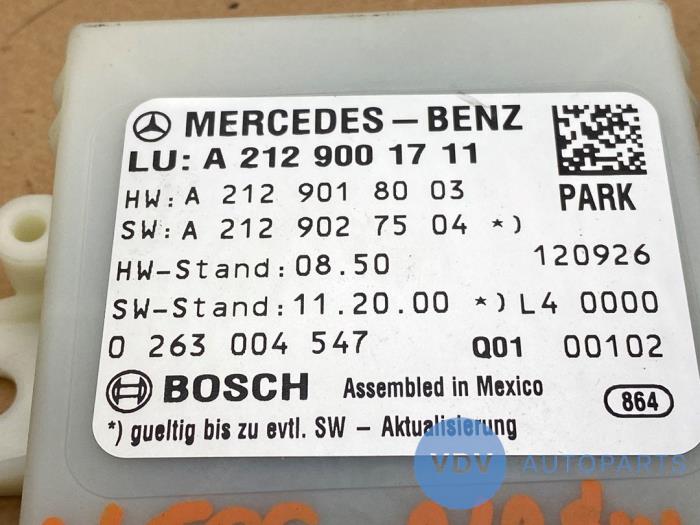 MERCEDES-BENZ
LU: A 212 900 17 11
HW: A 212 901 80 03
PARK
SW: A 212 902 75 04 *)
120926
HW-Stand: 08.50
SW-Stand: 11.20.00 *) L4 0000
0 263 004 547 Q01 00102
BOSCH Assembled in Mexico
864
*) gueltig bis zu evtl. SW - Aktualisierung
VDV AUTOPARTS